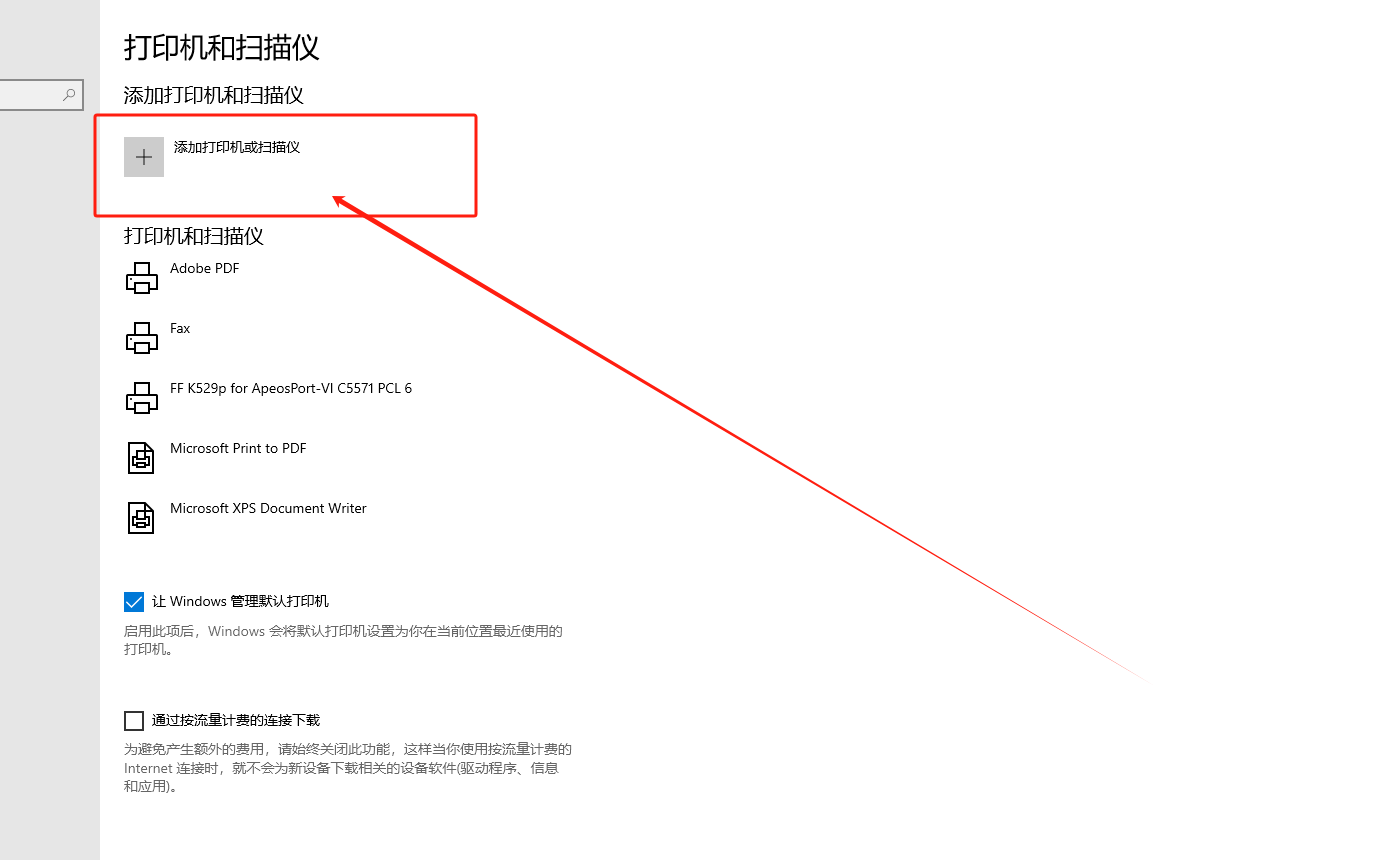 打印机和扫描仪
添加打印机和扫描仪
添加打印机或扫描仪
打印机和扫描仪
Adobe PDF
Fax
FF K529p for ApeosPort-VI C5571 PCL 6
Microsoft Print to PDF
Microsoft XPS Document Writer
让 Windows 管理默认打印机
启用此项后，Windows 会将默认打印机设置为你在当前位置最近使用的
打印机。
通过按流量计费的连接下载
为避免产生额外的费用，请始终关闭此功能，这样当你使用按流量计费的
Internet 连接时，就不会为新设备下载相关的设备软件(驱动程序、信息
和应用)。